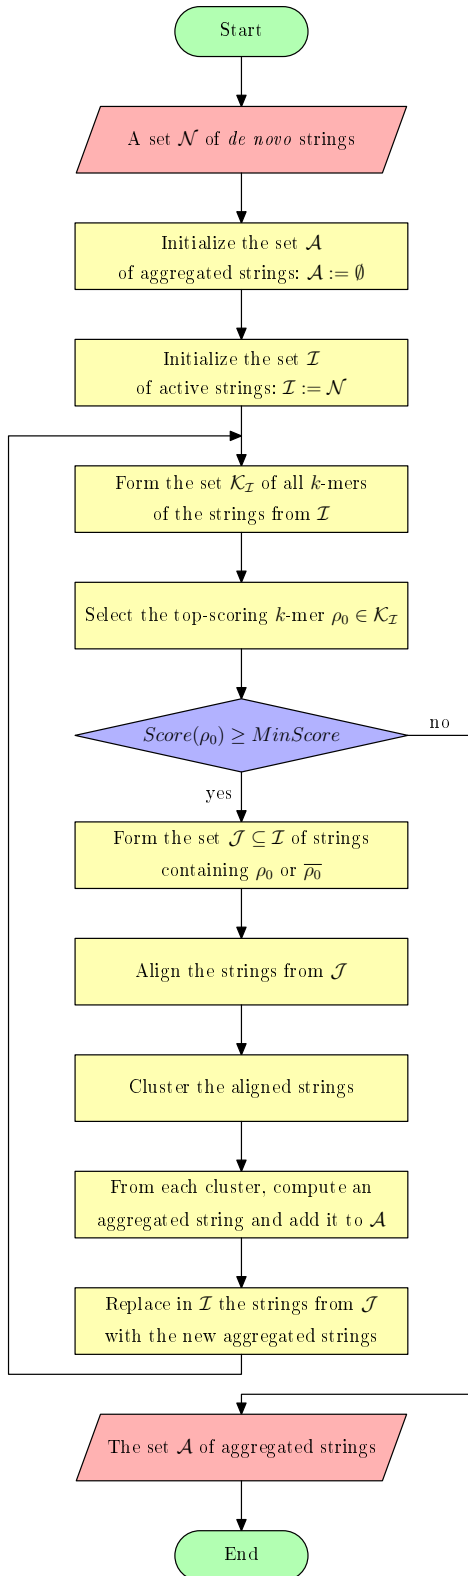 Start
A set 𝒩 of de novo strings
Initialize the set 𝒜
of aggregated strings: 𝒜 := ∅
Initialize the set ℐ
of active strings: ℐ := 𝒩
Form the set 𝒦_ℐ of all k-mers
of the strings from ℐ
Select the top-scoring k-mer ρ₀ ∈ 𝒦_ℐ
Score(ρ₀) ≥ MinScore
no
yes
Form the set 𝒥 ⊆ ℐ of strings
containing ρ₀ or ρ̅₀
Align the strings from 𝒥
Cluster the aligned strings
From each cluster, compute an
aggregated string and add it to 𝒜
Replace in ℐ the strings from 𝒥
with the new aggregated strings
The set 𝒜 of aggregated strings
End